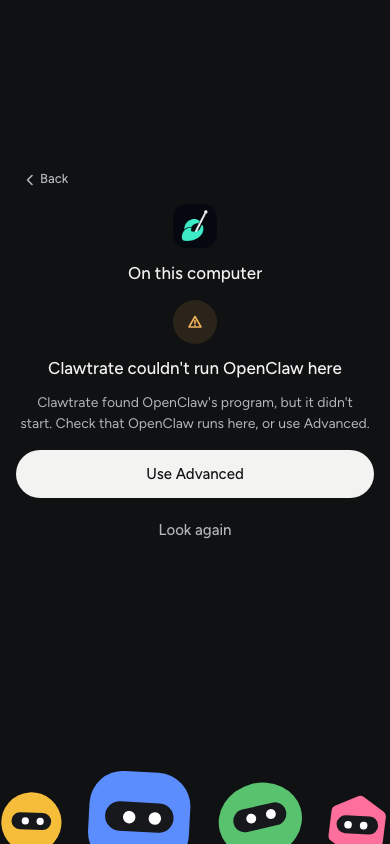 Back
On this computer
Clawtrate couldn't run OpenClaw here
Clawtrate found OpenClaw's program, but it didn't
start. Check that OpenClaw runs here, or use Advanced.
Use Advanced
Look again